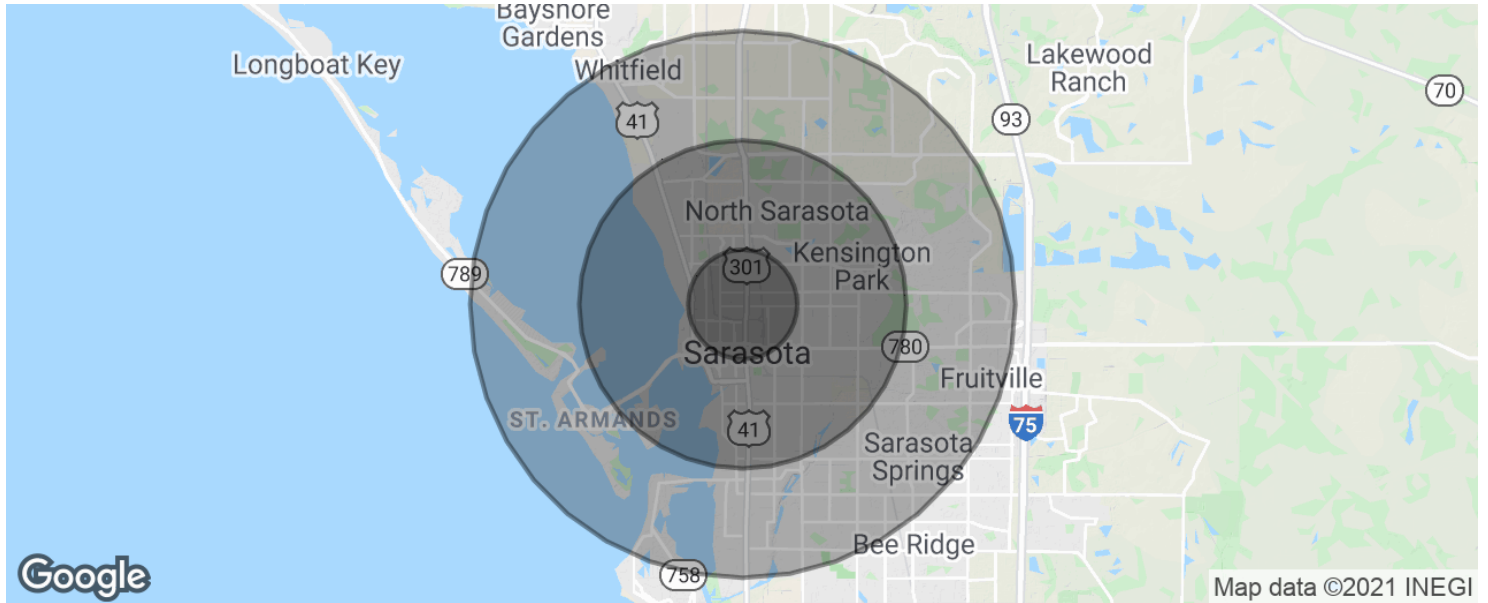 Bayshore
Gardens
Longboat Key
Whitfield
Lakewood
Ranch
70
41
93
North Sarasota
Kensington
Park
301
789
Sarasota
780
Fruitville
ST. ARMANDS
41
75
Sarasota
Springs
Bee Ridge
758
Google
Map data ©2021 INEGI